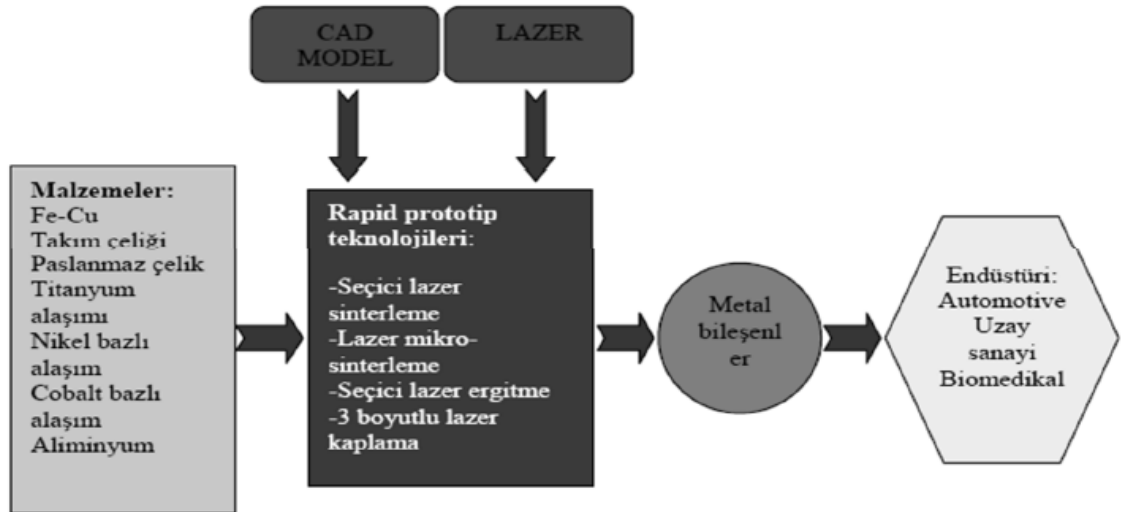 CAD
MODEL
LAZER
Malzemeler:
Fe-Cu
Takım çeliği
Paslanmaz çelik
Titanyum
alaşımı
Nikel bazlı
alaşım
Cobalt bazlı
alaşım
Aliminyum
Rapid prototip
teknolojileri:
-Seçici lazer
sinterleme
-Lazer mikro-
sinterleme
-Seçici lazer ergitme
-3 boyutlu lazer
kaplama
Metal
bileşenl
er
Endüstüri:
Automotive
Uzay
sanayi
Biomedikal